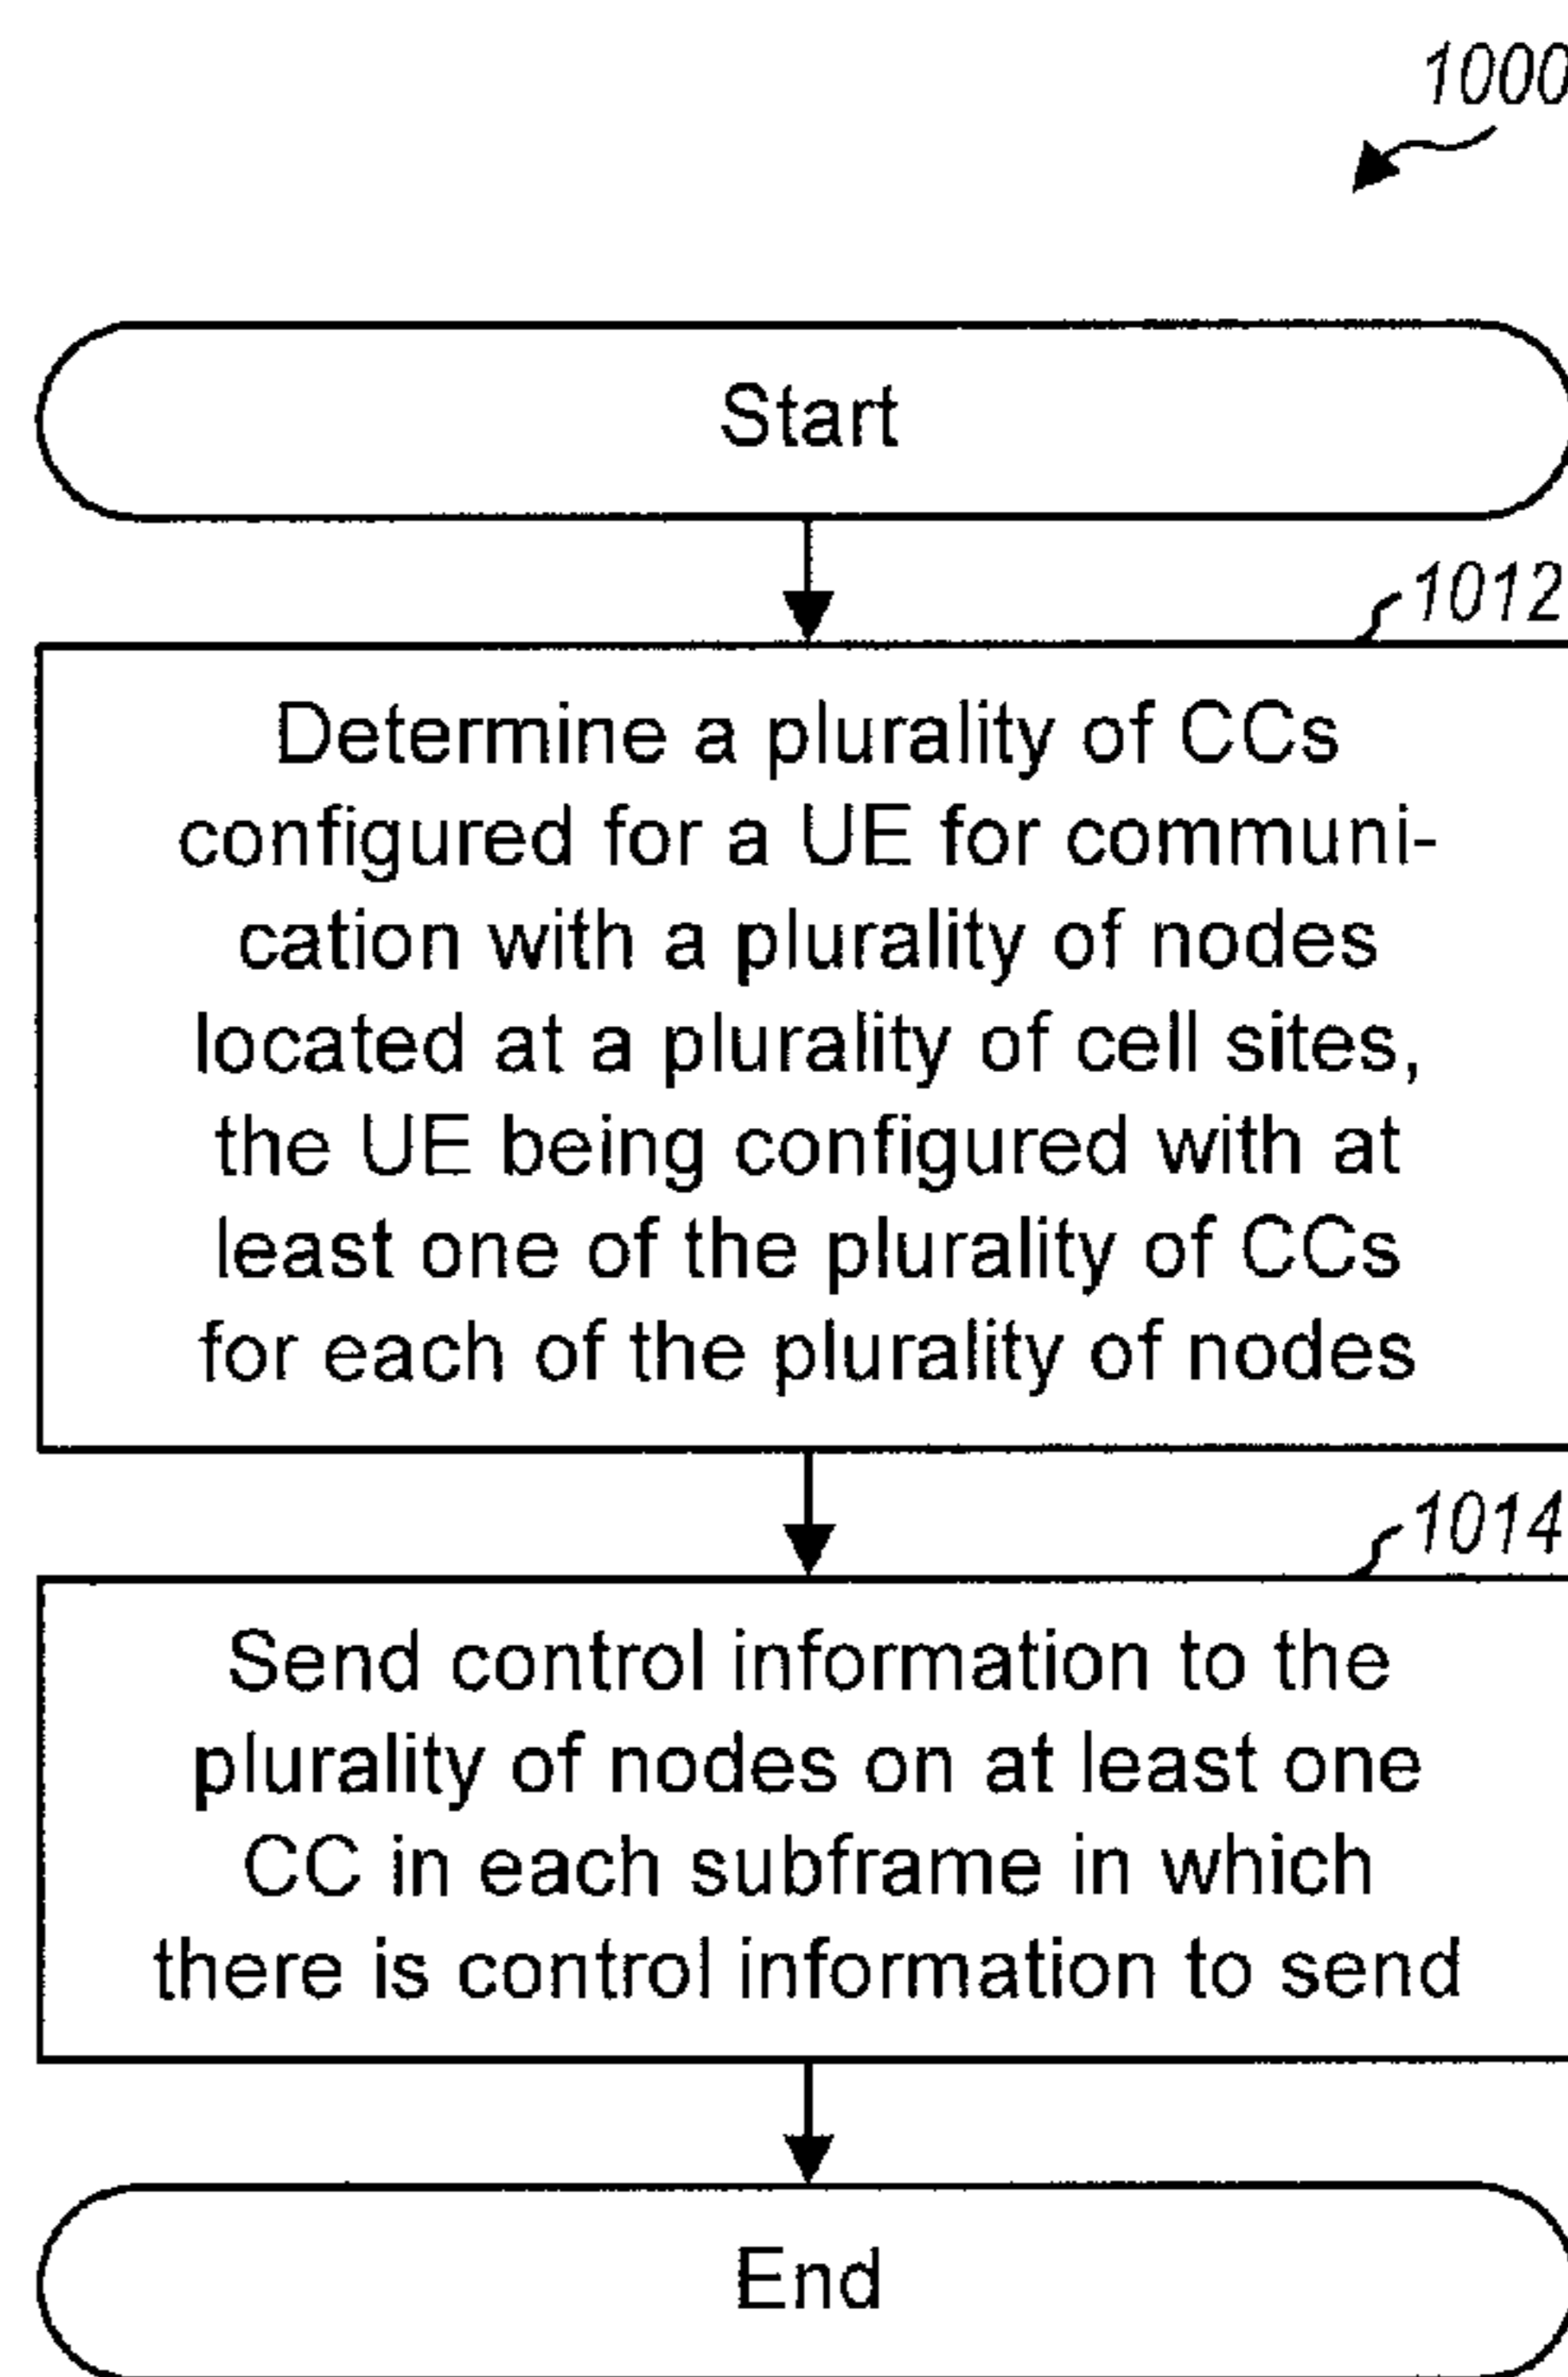 1000
Start
1012
Determine a plurality of CCs
configured for a UE for communi-
cation with a plurality of nodes
located at a plurality of cell sites,
the UE being configured with at
least one of the plurality of CCs
for each of the plurality of nodes
1014
Send control information to the
plurality of nodes on at least one
CC in each subframe in which
there is control information to send
End